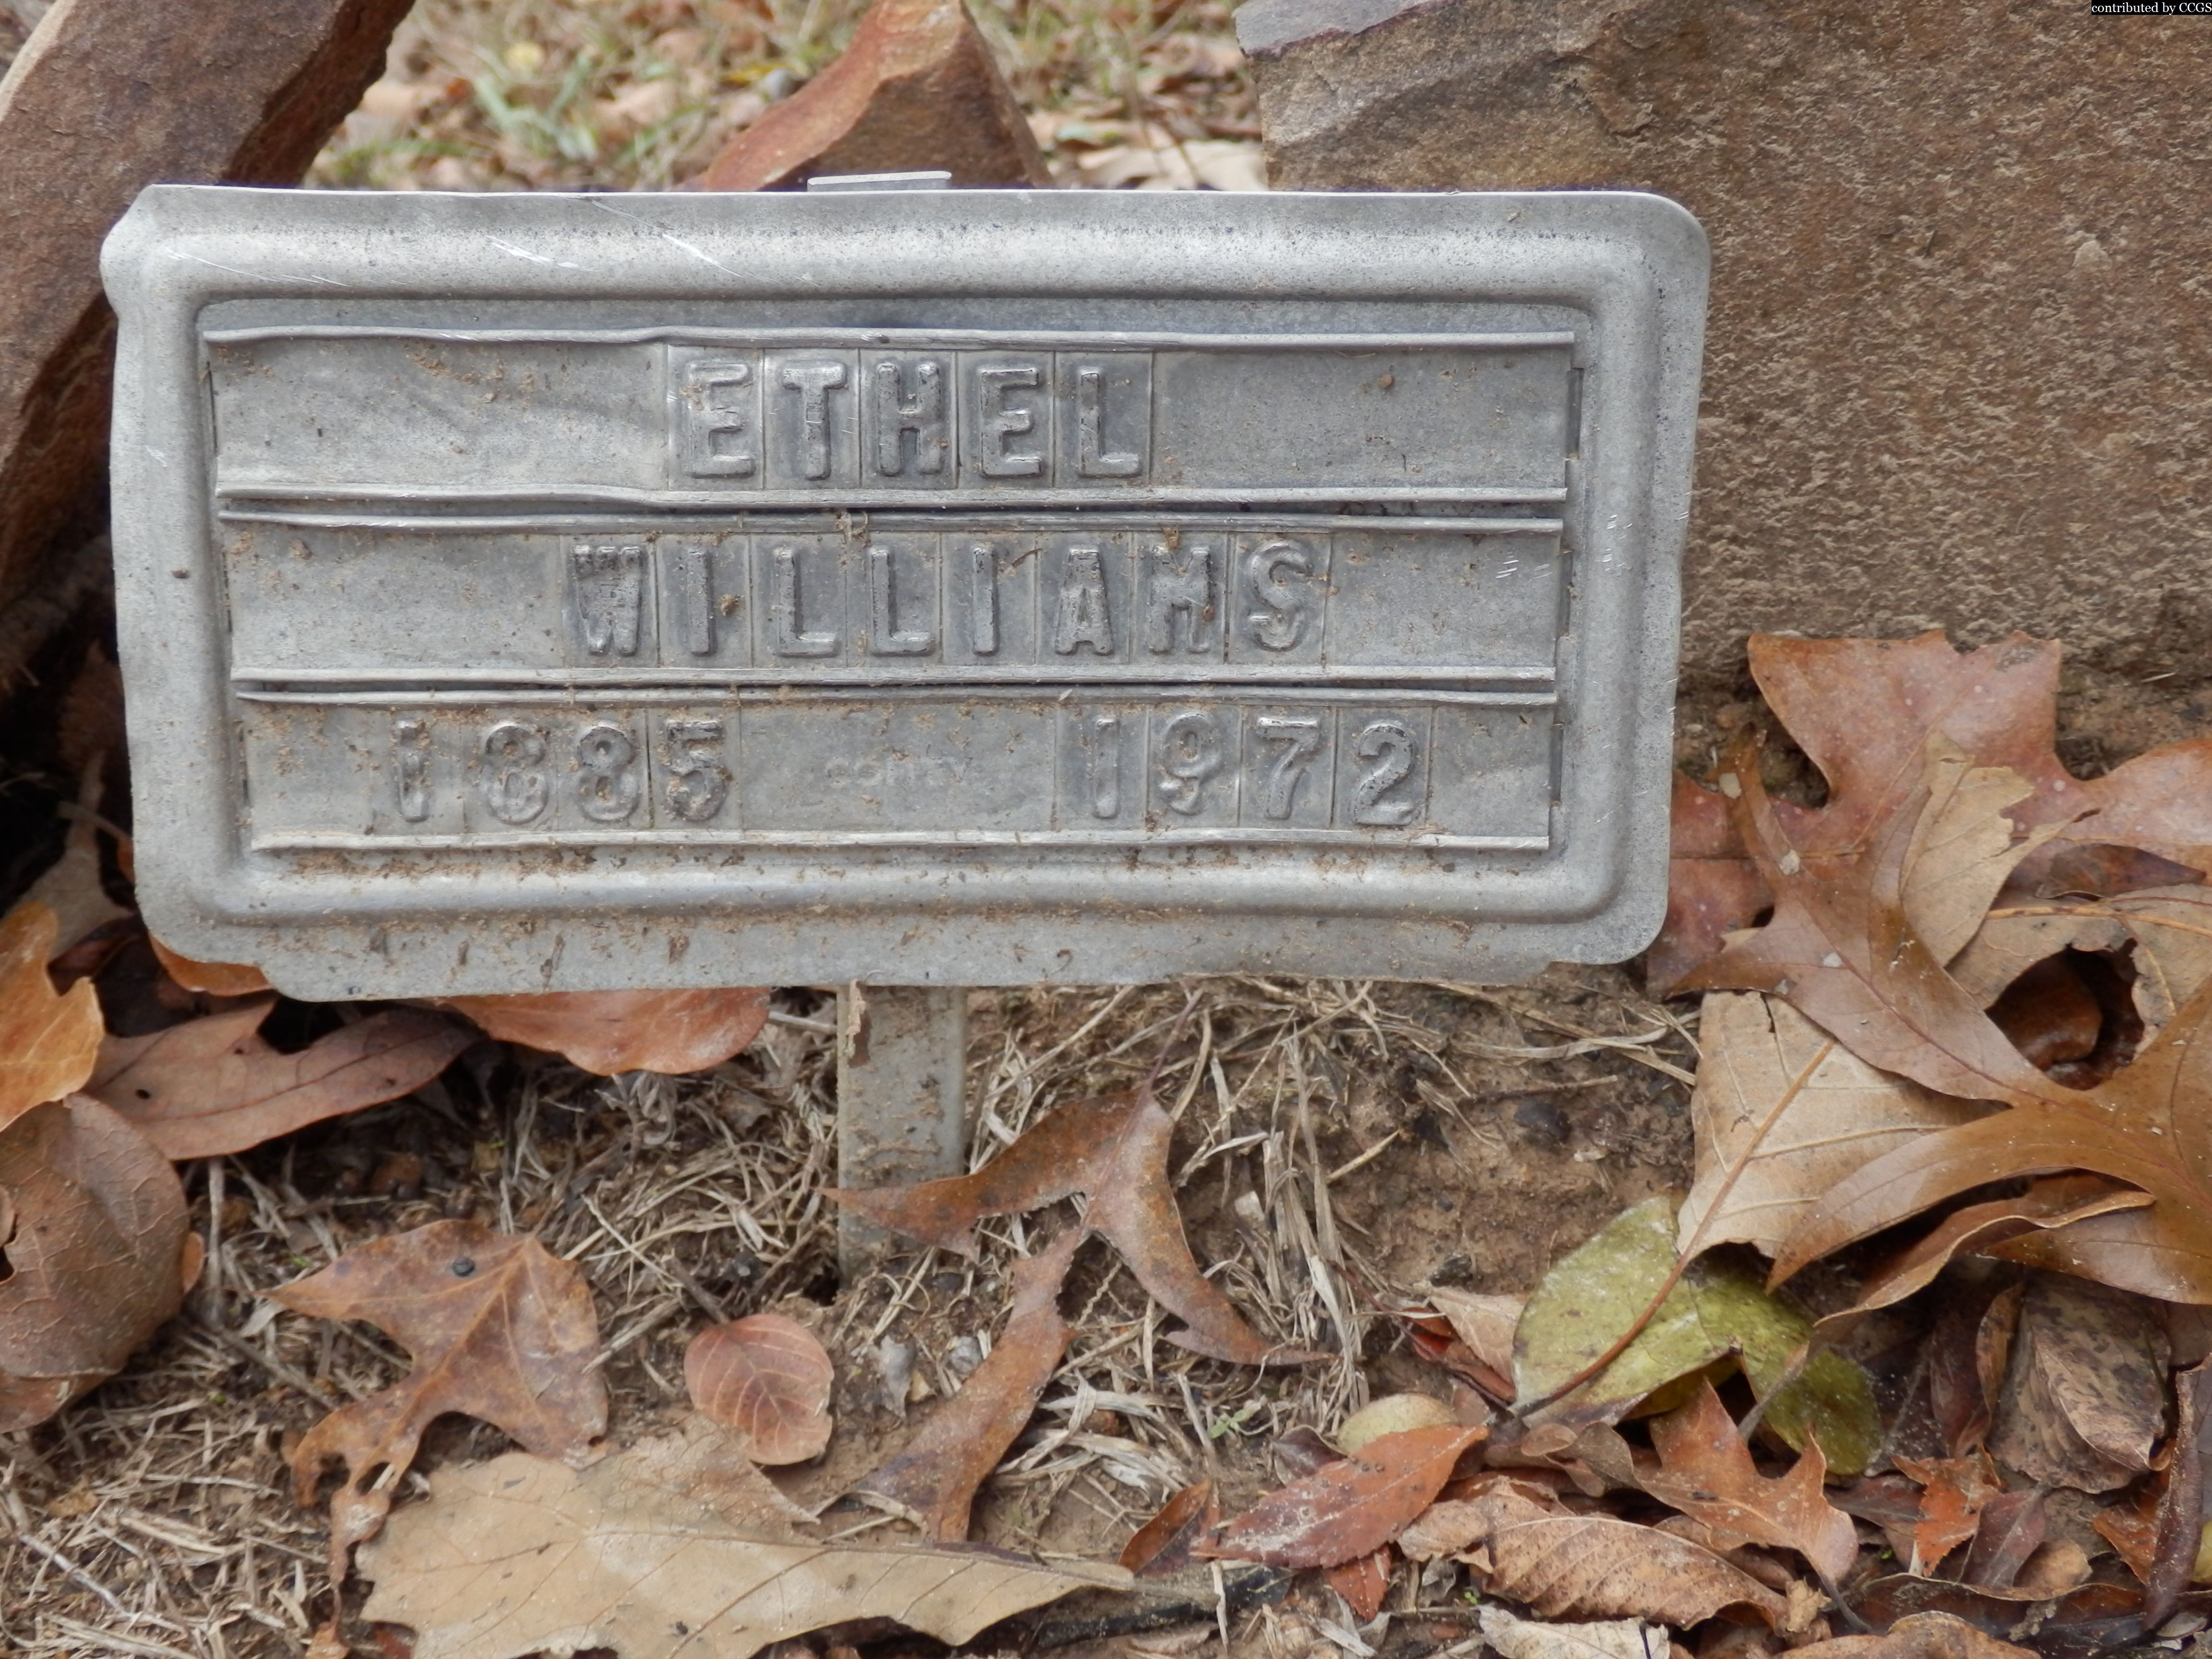 contributed by CCGS
ETHEL
WILLIAMS
1885 1972